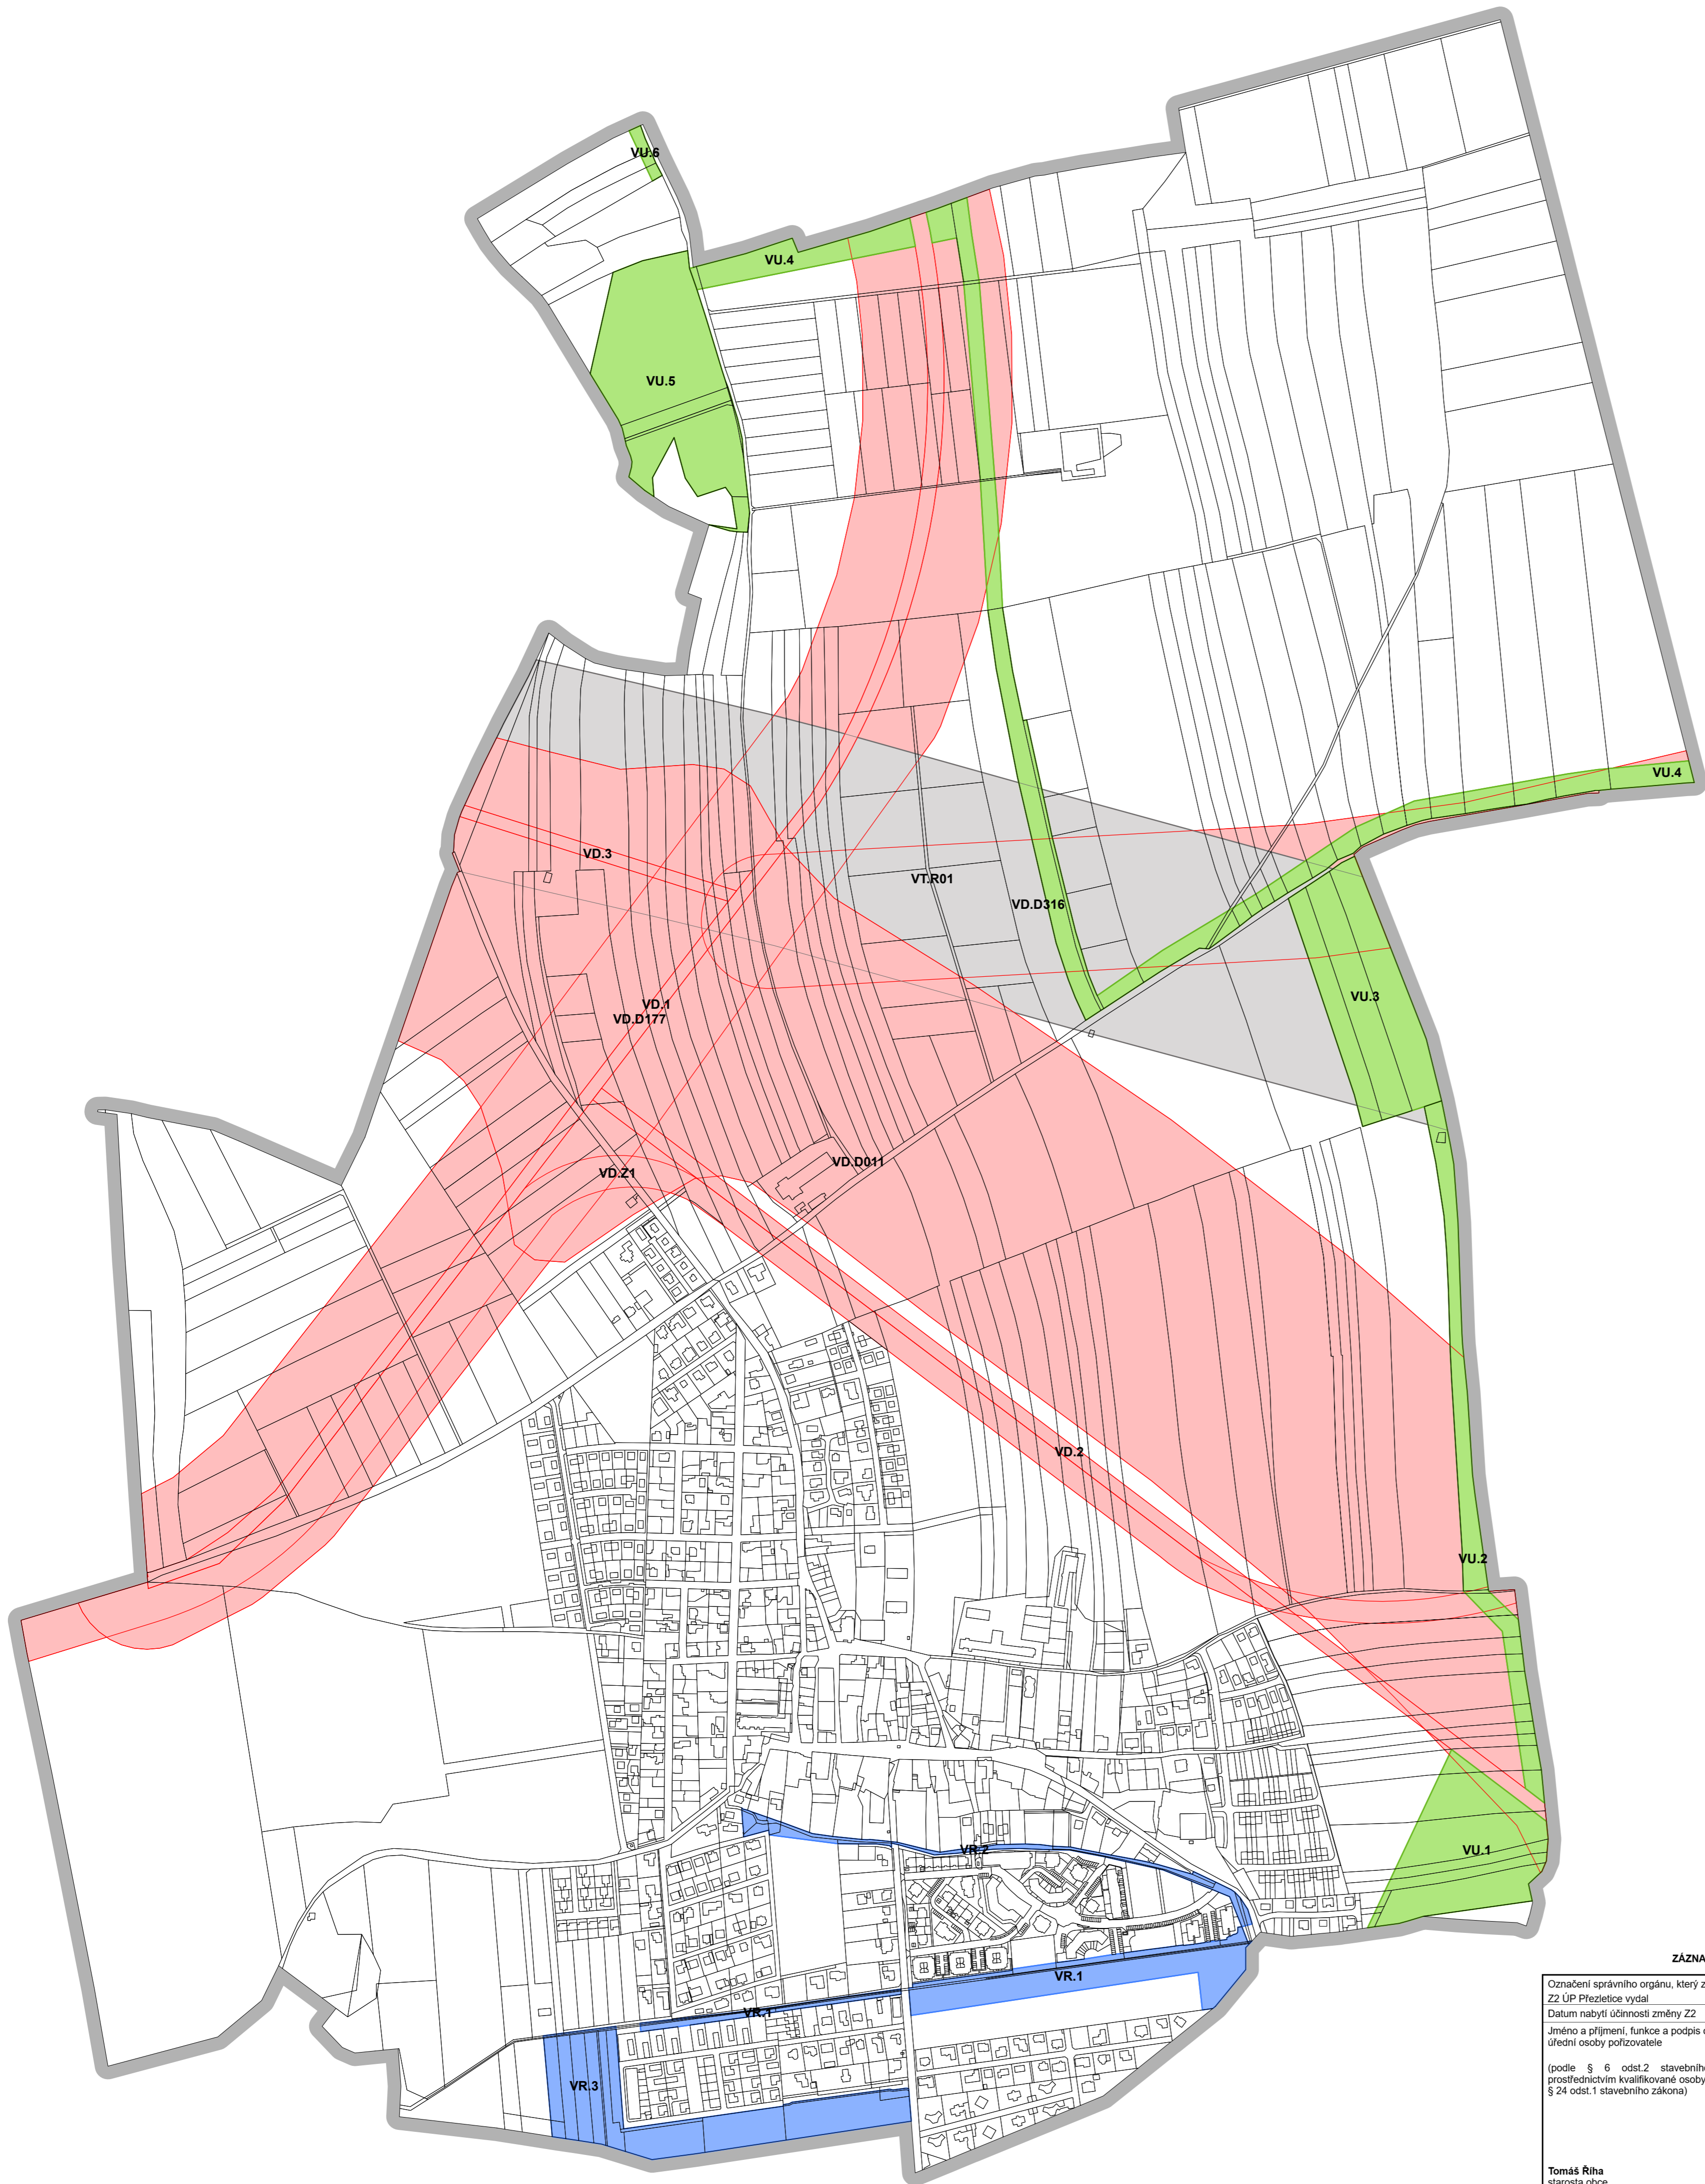 VU.6
VU.4
VU.5
VU.4
VD.3
VT.R01
VD.D316
VU.3
VD.1
VD.D177
VD.D011
VD.Z1
VD.2
VU.2
VR.2
VU.1
ZÁZNA
VR.1
Označení správního orgánu, který z
Z2 ÚP Přezletice vydal
VR.1
Datum nabytí účinnosti změny Z2
Jméno a příjmení, funkce a podpis
úřední osoby pořizovatele
(podle § 6 odst.2 stavebníh
prostřednictvím kvalifikované osoby
§ 24 odst.1 stavebního zákona)
VR.3
Tomáš Říha
starosta obce